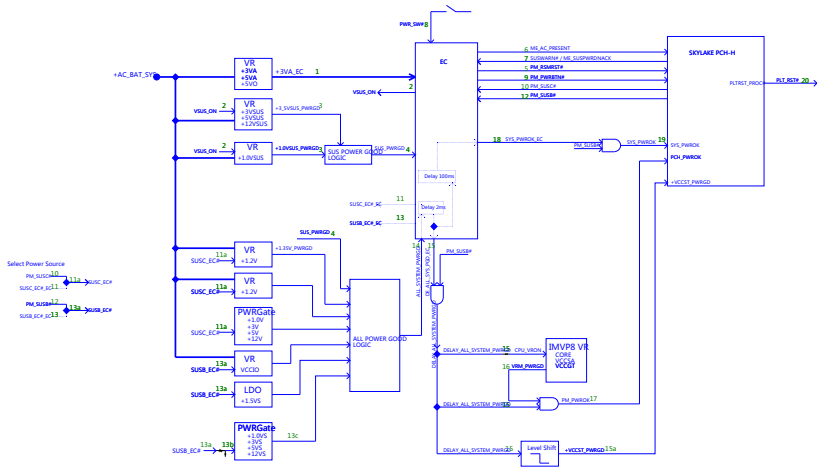 PWR_SW# 8
+AC_BAT_SYS
VR
+3VA
+5VA
+5VO
+3VA_EC 1
EC
6 ME_AC_PRESENT
7 SUSWARN# / ME_SUSPWRDNACK
PM_RSMRST#
9 PM_PWRBTN#
10 PM_SUSC#
12 PM_SUSB#
SKYLAKE PCH-H
PLTRST_PROC#
PLT_RST# 20
VSUS_ON 2
2
VSUS_ON
VR
+3VSUS
+5VSUS
+12VSUS
+3_5VSUS_PWRGD 3
2
VSUS_ON
VR
+1.0VSUS
+1.0VSUS_PWRGD 3
SUS POWER GOOD
LOGIC
SUS_PWRGD 4
18 SYS_PWROK_EC
PM_SUSB#
SYS_PWROK 19
SYS_PWROK
PCH_PWROK
+VCCST_PWRGD
Delay 100ms
Delay 2ms
SUSC_EC#_EC 11
SUSB_EC#_EC 13
SUS_PWRGD 4
14
15
ALL_SYSTEM_PWRGD
PM_SUSB#
VR
+1.2V
11a
SUSC_EC#
+1.35V_PWRGD
Select Power Source
PM_SUSC# 10
SUSC_EC#_EC 11
11a SUSC_EC#
PM_SUSB# 12
SUSB_EC#_EC 13
13a SUSB_EC#
VR
+1.2V
11a
SUSC_EC#
PWRGate
+1.0V
+3V
+5V
+12V
11a
SUSC_EC#
ALL POWER GOOD
LOGIC
VR
VCCIO
13a
SUSB_EC#
LDO
+1.5VS
13a
SUSB_EC#
PWRGate
+1.0VS
+3VS
+5VS
+12VS
SUSB_EC# 13a 13b
13c
DELAY_ALL_SYSTEM_PWRGD
DELAY_ALL_SYSTEM_PWRGD 15 CPU_VRON
IMVP8 VR
CORE
VCCSA
VCCGT
16 VRM_PWRGD
DELAY_ALL_SYSTEM_PWRGD
PM_PWROK 17
DELAY_ALL_SYSTEM_PWRGD 15
Level Shift
+VCCST_PWRGD 15a